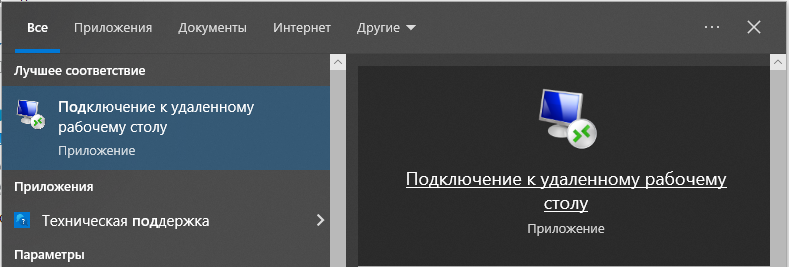 Все Приложения Документы Интернет Другие
Лучшее соответствие
Подключение к удаленному
рабочему столу
Приложение
Приложения
Техническая поддержка
Параметры
Подключение к удаленному рабочему
столу
Приложение